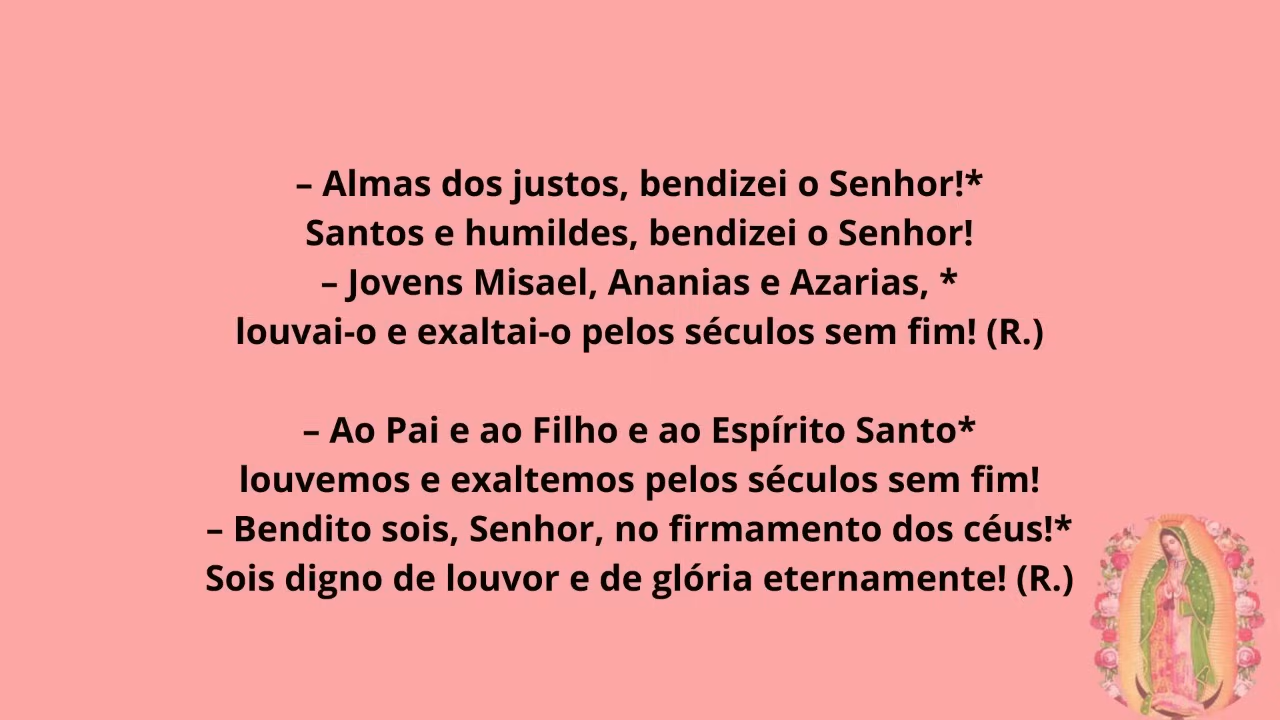 – Almas dos justos, bendizei o Senhor!*
Santos e humildes, bendizei o Senhor!
– Jovens Misael, Ananias e Azarias, *
louvai-o e exaltai-o pelos séculos sem fim! (R.)
– Ao Pai e ao Filho e ao Espírito Santo*
louvemos e exaltemos pelos séculos sem fim!
– Bendito sois, Senhor, no firmamento dos céus!*
Sois digno de louvor e de glória eternamente! (R.)